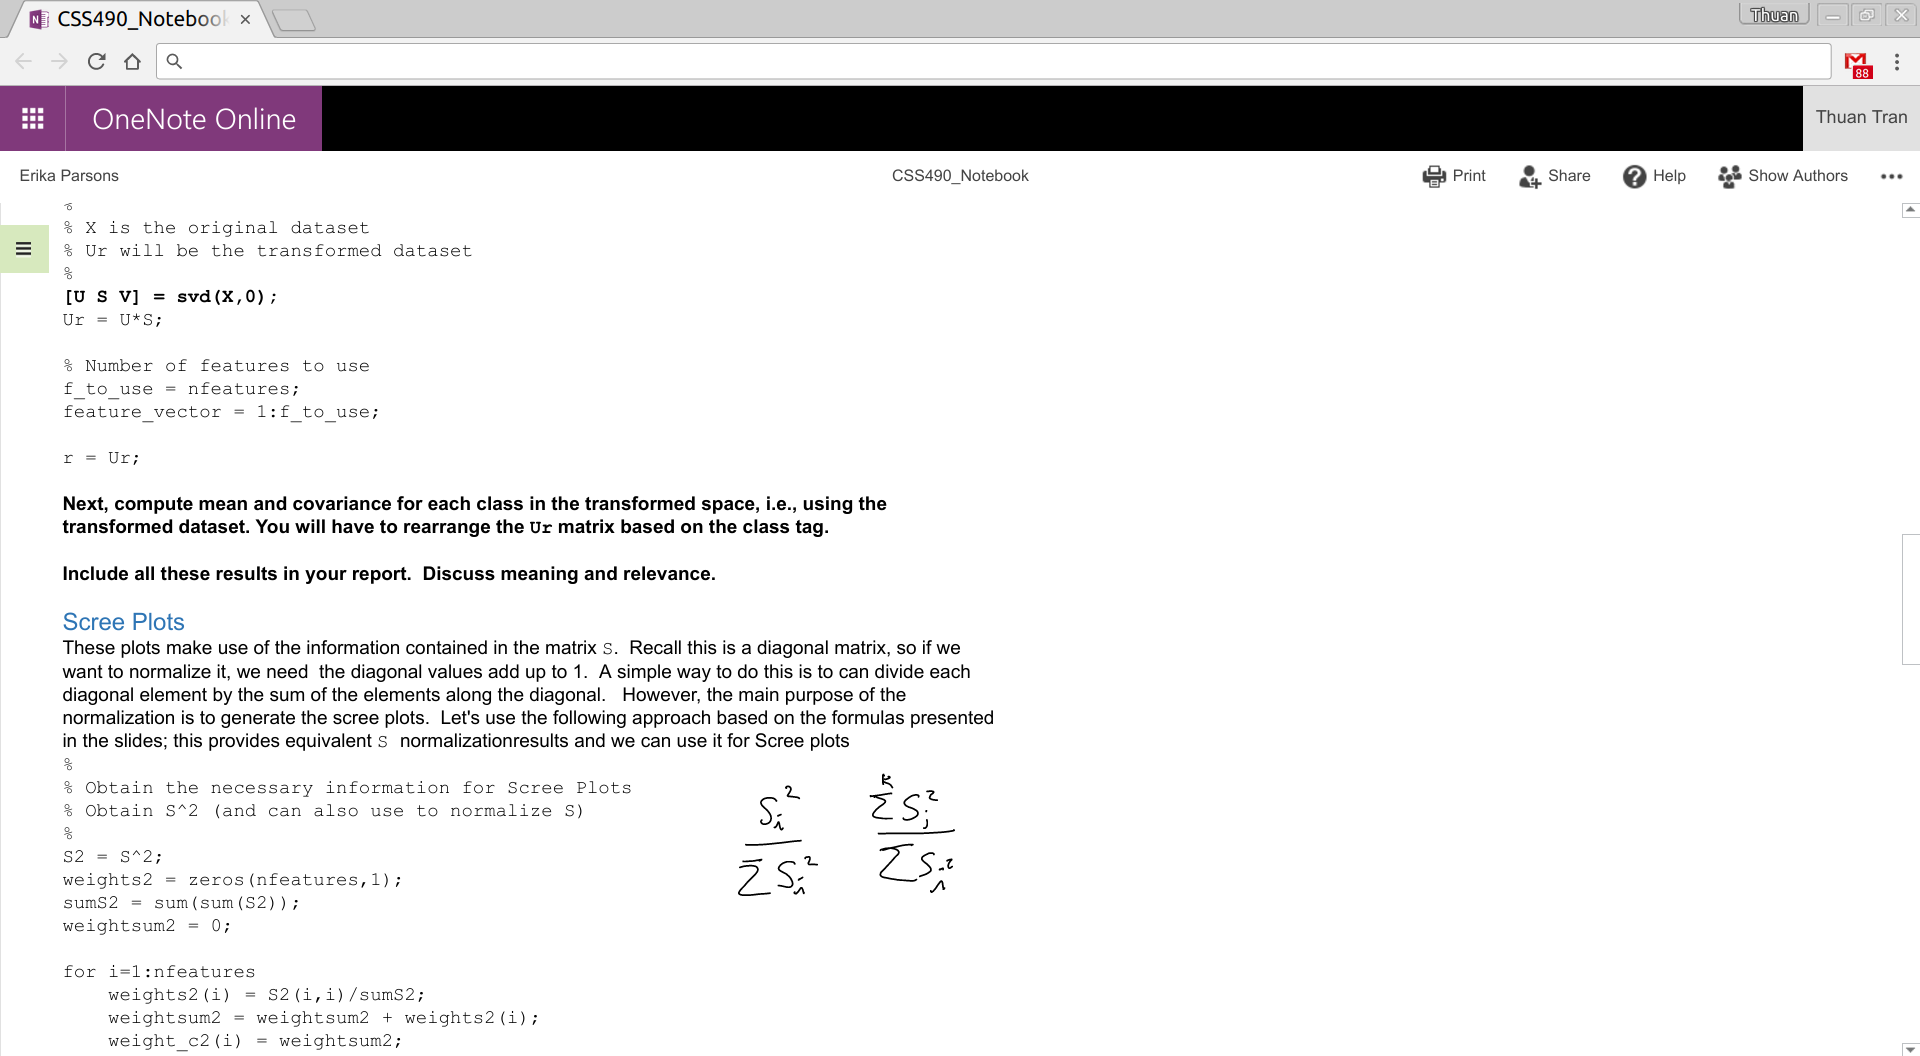 CSS490_Notebook
Thuan
88
OneNote Online
Thuan Tran
Erika Parsons
CSS490_Notebook
Print
Share
Help
Show Authors
%
% X is the original dataset
% Ur will be the transformed dataset
%
[U S V] = svd(X,0);
Ur = U*S;
% Number of features to use
f_to_use = nfeatures;
feature_vector = 1:f_to_use;
r = Ur;
Next, compute mean and covariance for each class in the transformed space, i.e., using the
transformed dataset. You will have to rearrange the Ur matrix based on the class tag.
Include all these results in your report.  Discuss meaning and relevance.
Scree Plots
These plots make use of the information contained in the matrix S.  Recall this is a diagonal matrix, so if we
want to normalize it, we need  the diagonal values add up to 1.  A simple way to do this is to can divide each
diagonal element by the sum of the elements along the diagonal.   However, the main purpose of the
normalization is to generate the scree plots.  Let's use the following approach based on the formulas presented
in the slides; this provides equivalent S  normalizationresults and we can use it for Scree plots
%
% Obtain the necessary information for Scree Plots
% Obtain S^2 (and can also use to normalize S)
%
S2 = S^2;
weights2 = zeros(nfeatures,1);
sumS2 = sum(sum(S2));
weightsum2 = 0;
for i=1:nfeatures
    weights2(i) = S2(i,i)/sumS2;
    weightsum2 = weightsum2 + weights2(i);
    weight_c2(i) = weightsum2;
k
S_i^2   Σ S_j^2
Σ S_i^2   Σ S_i^2